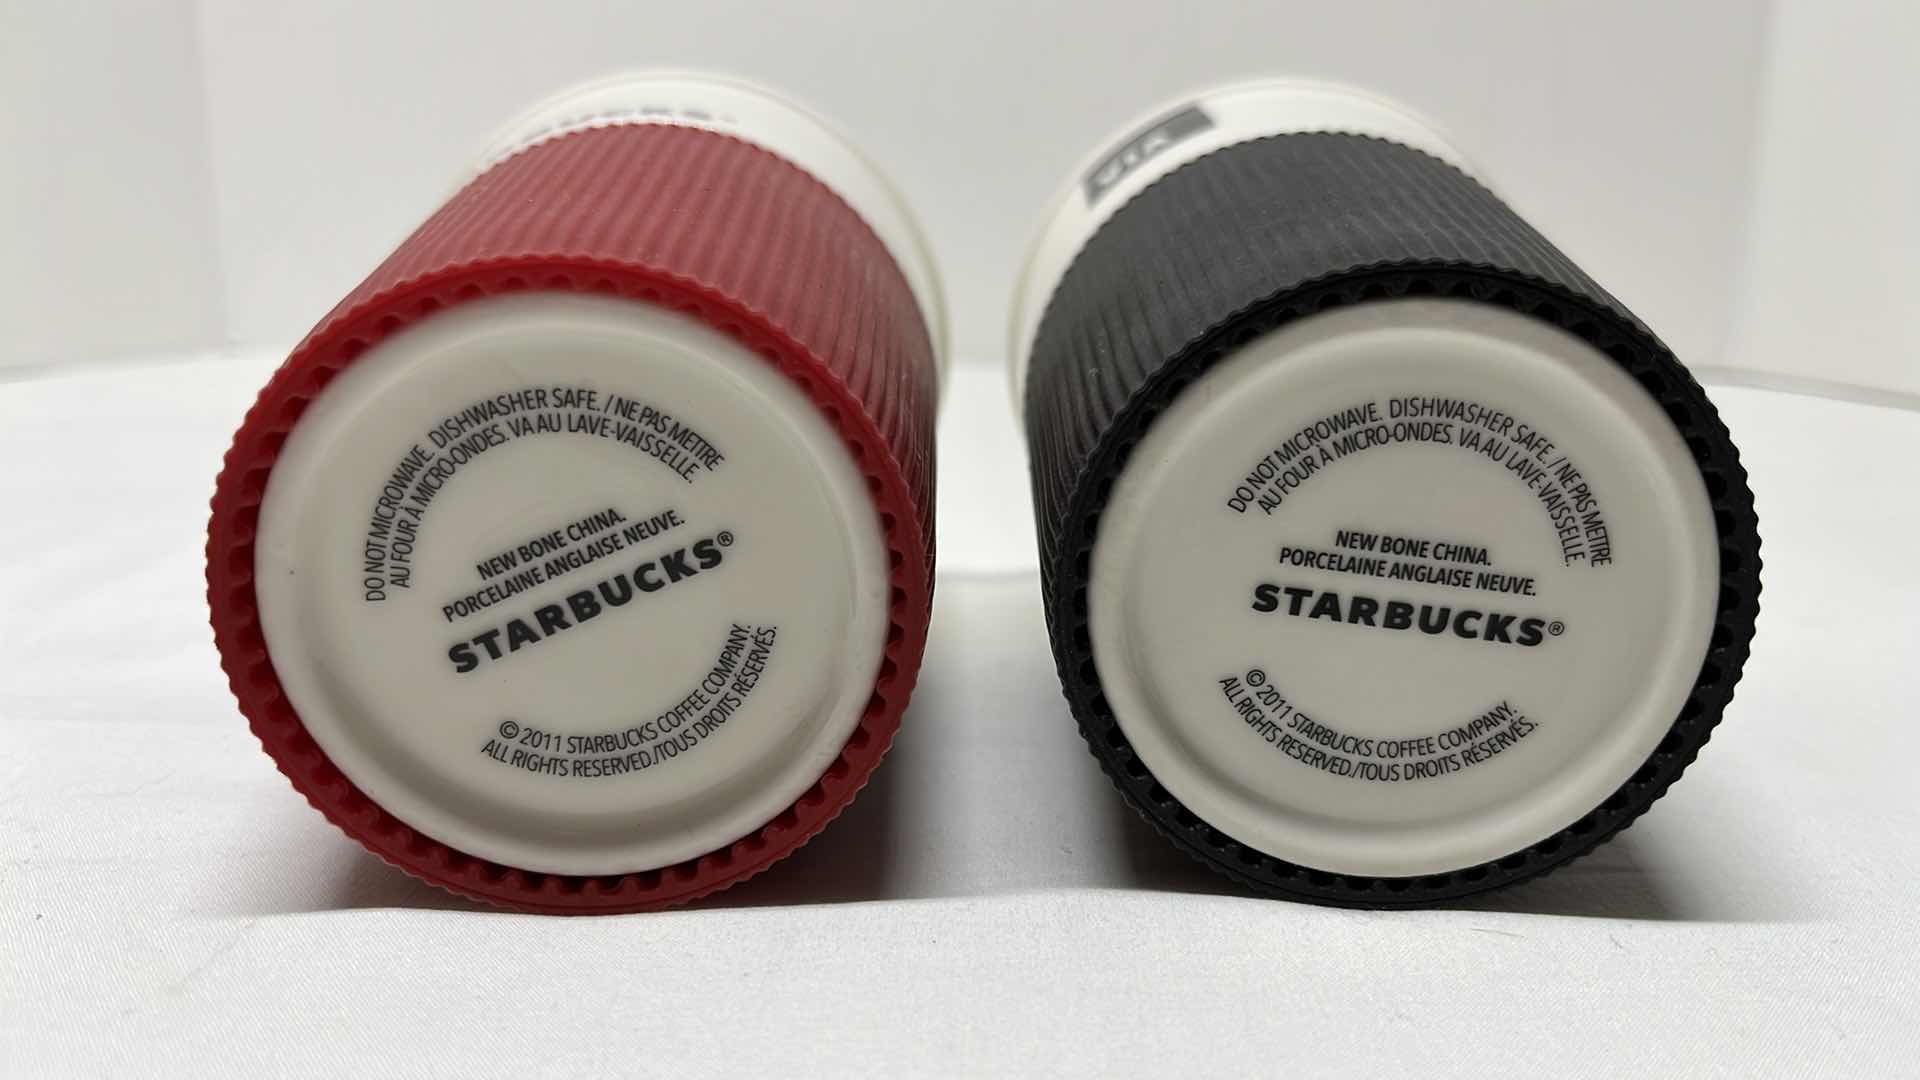 DO NOT MICROWAVE. DISHWASHER SAFE. / NE PAS METTRE
AU FOUR À MICRO-ONDES. VA AU LAVE-VAISSELLE.
NEW BONE CHINA.
PORCELAINE ANGLAISE NEUVE.
STARBUCKS®
© 2011 STARBUCKS COFFEE COMPANY.
ALL RIGHTS RESERVED./TOUS DROITS RÉSERVÉS.
VIA
DO NOT MICROWAVE. DISHWASHER SAFE. / NE PAS METTRE
AU FOUR À MICRO-ONDES. VA AU LAVE-VAISSELLE.
NEW BONE CHINA.
PORCELAINE ANGLAISE NEUVE.
STARBUCKS®
© 2011 STARBUCKS COFFEE COMPANY.
ALL RIGHTS RESERVED./TOUS DROITS RÉSERVÉS.